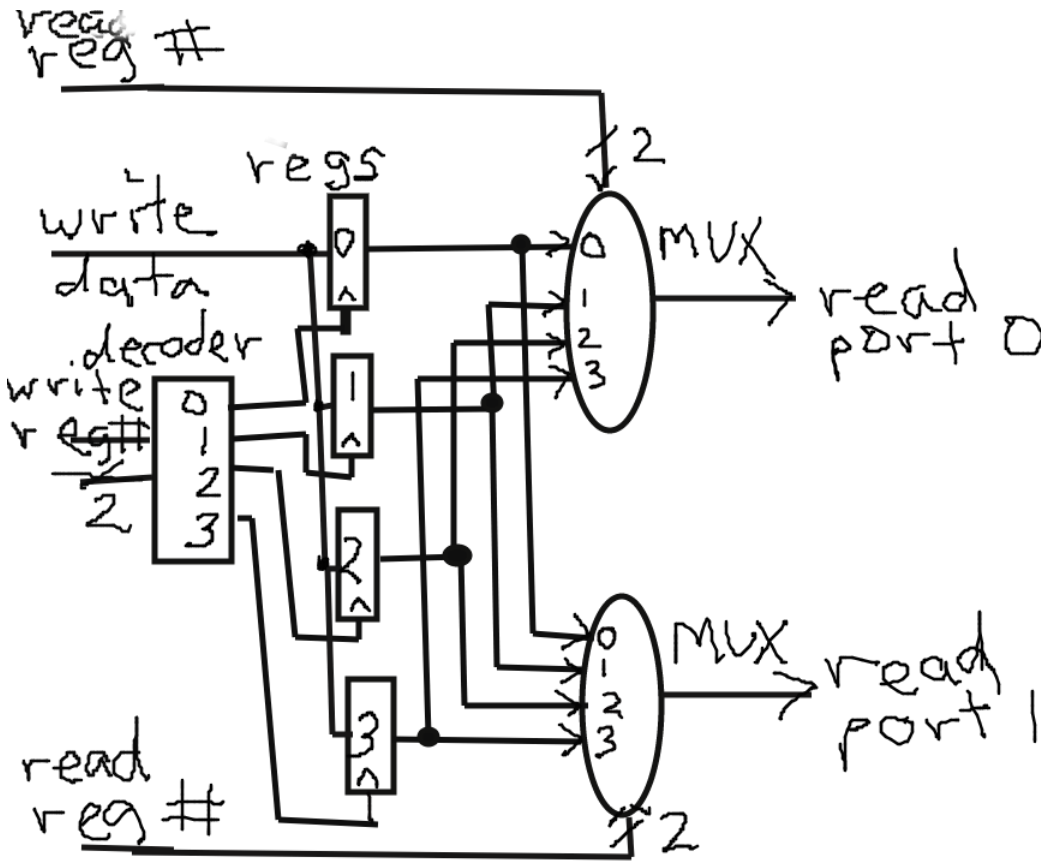 read
reg #
2
regs
write
data
0
MUX
0
1
2
3
read
port 0
decoder
write
reg#
2
0
1
2
3
1
2
3
MUX
0
1
2
3
read
port 1
read
reg #
2